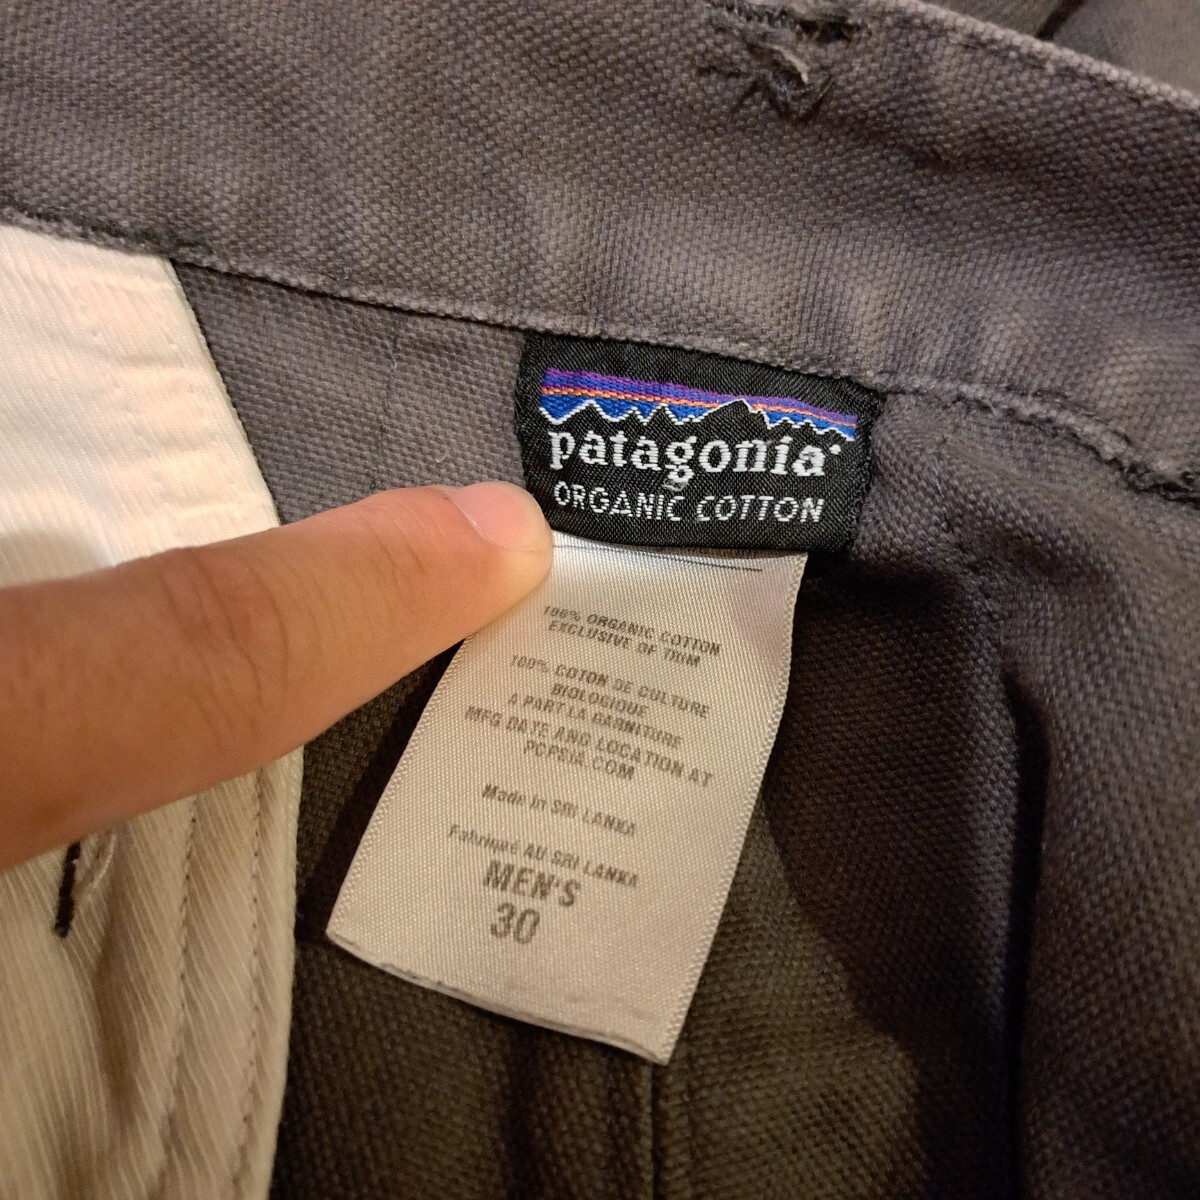 patagonia
ORGANIC COTTON
100% ORGANIC COTTON
EXCLUSIVE OF TRIM
100% COTON DE CULTURE
BIOLOGIQUE
A PART LA GARNITURE
MFG DATE AND LOCATION AT
PCPSIA.COM
Made in SRI LANKA
Fabriqué AU SRI LANKA
MEN'S
30